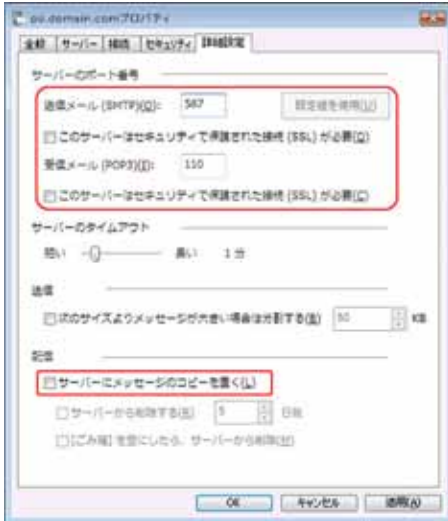 ou.domain.comプロパティ
全般 サーバー 接続 セキュリティ 詳細設定
サーバーのポート番号
送信メール (SMTP)(O): 587 既定値を使用(U)
このサーバーはセキュリティで保護された接続 (SSL) が必要(Q)
受信メール (POP3)(I): 110
このサーバーはセキュリティで保護された接続 (SSL) が必要(C)
サーバーのタイムアウト
短い 長い 1 分
送信
次のサイズよりメッセージが大きい場合は分割する(B) 50 KB
配信
サーバーにメッセージのコピーを置く(L)
サーバーから削除する(R) 5 日後
[ごみ箱] を空にしたら、サーバーから削除(M)
OK キャンセル 適用(A)